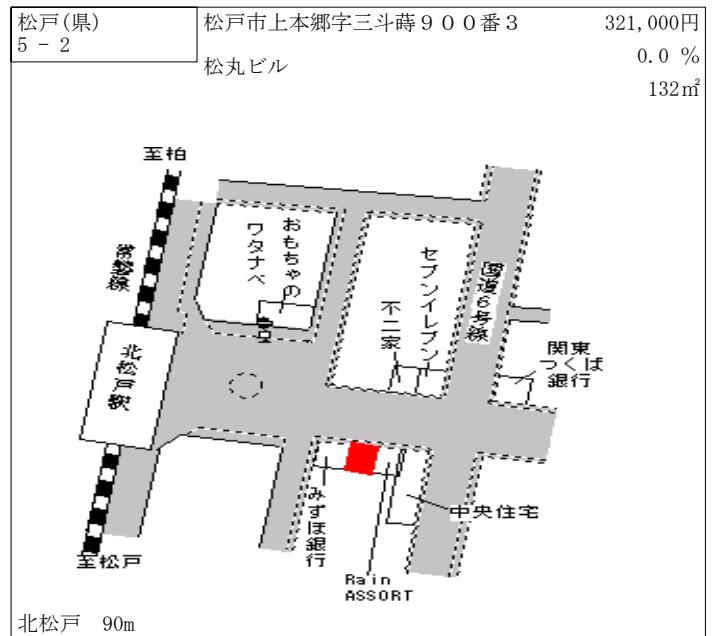 松戸(県)
5 - 2
松戸市上本郷字三斗蒔９００番３
松丸ビル
321,000円
0.0 %
132㎡
至柏
常磐線
おもちゃの
ワタナベ
セブンイレブン
不二家
国道6号線
関東
つくば
銀行
北松戸駅
みずほ銀行
中央住宅
Rain
ASSORT
至松戸
北松戸　90m